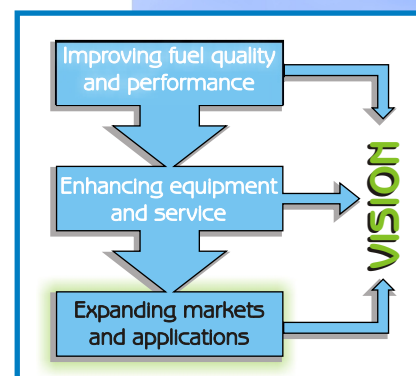 Improving fuel quality
and performance
Enhancing equipment
and service
Expanding markets
and applications
VISION